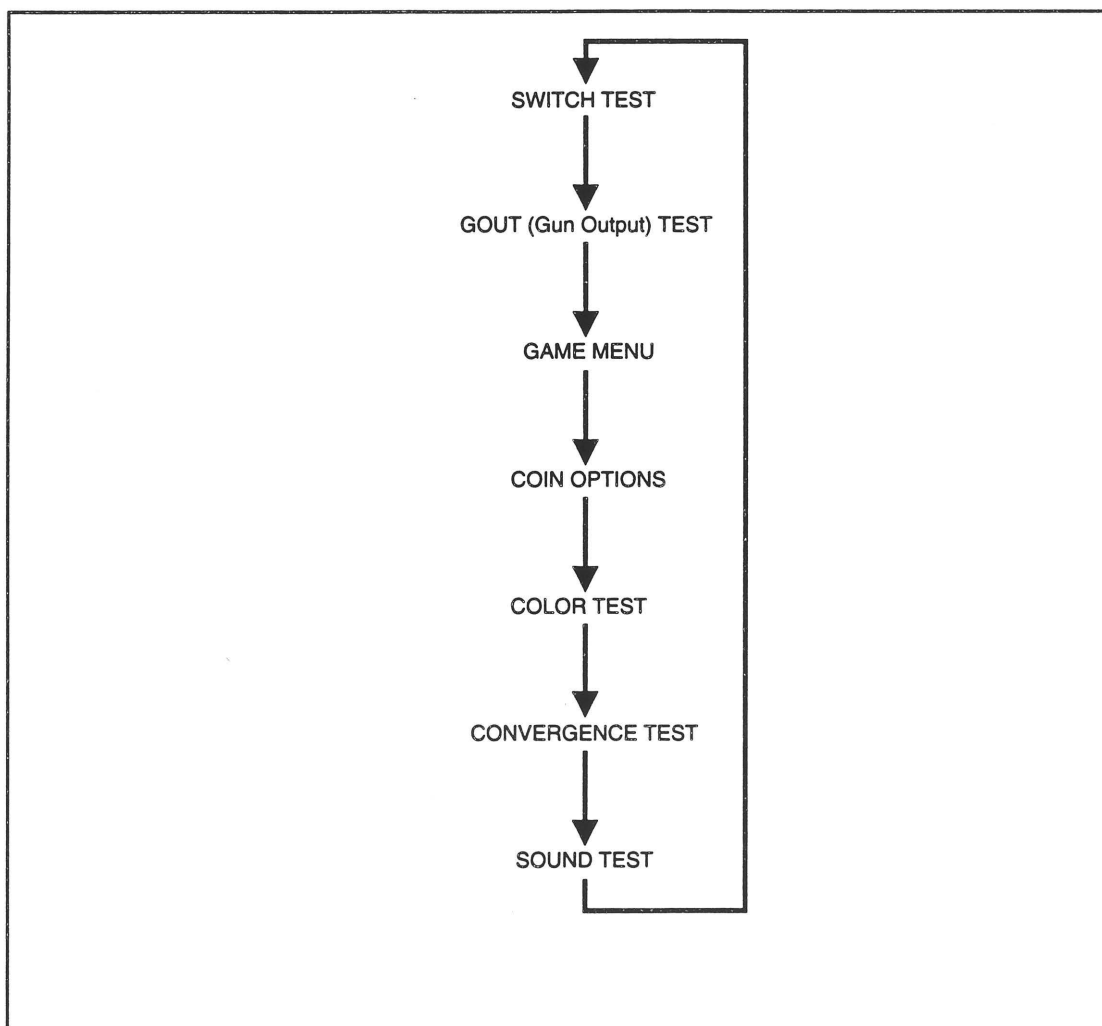 SWITCH TEST
GOUT (Gun Output) TEST
GAME MENU
COIN OPTIONS
COLOR TEST
CONVERGENCE TEST
SOUND TEST